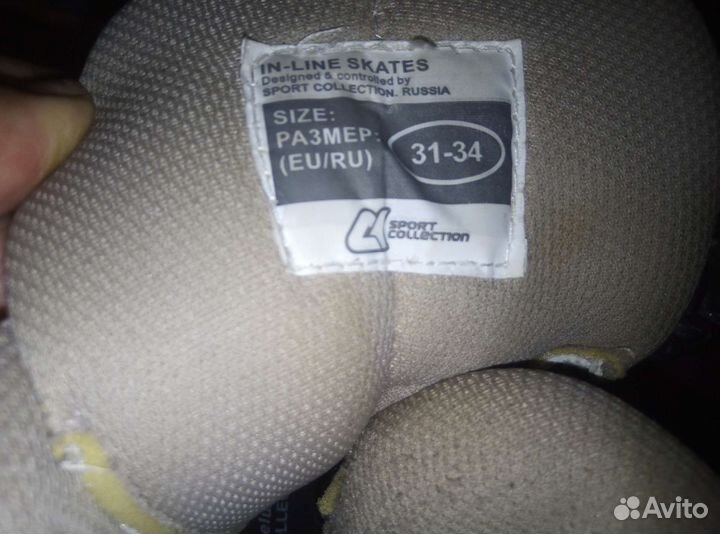 IN-LINE SKATES
Designed & controlled by
SPORT COLLECTION. RUSSIA
SIZE:
РАЗМЕР:
(EU/RU)
31-34
SPORT
COLLECTION
Avito